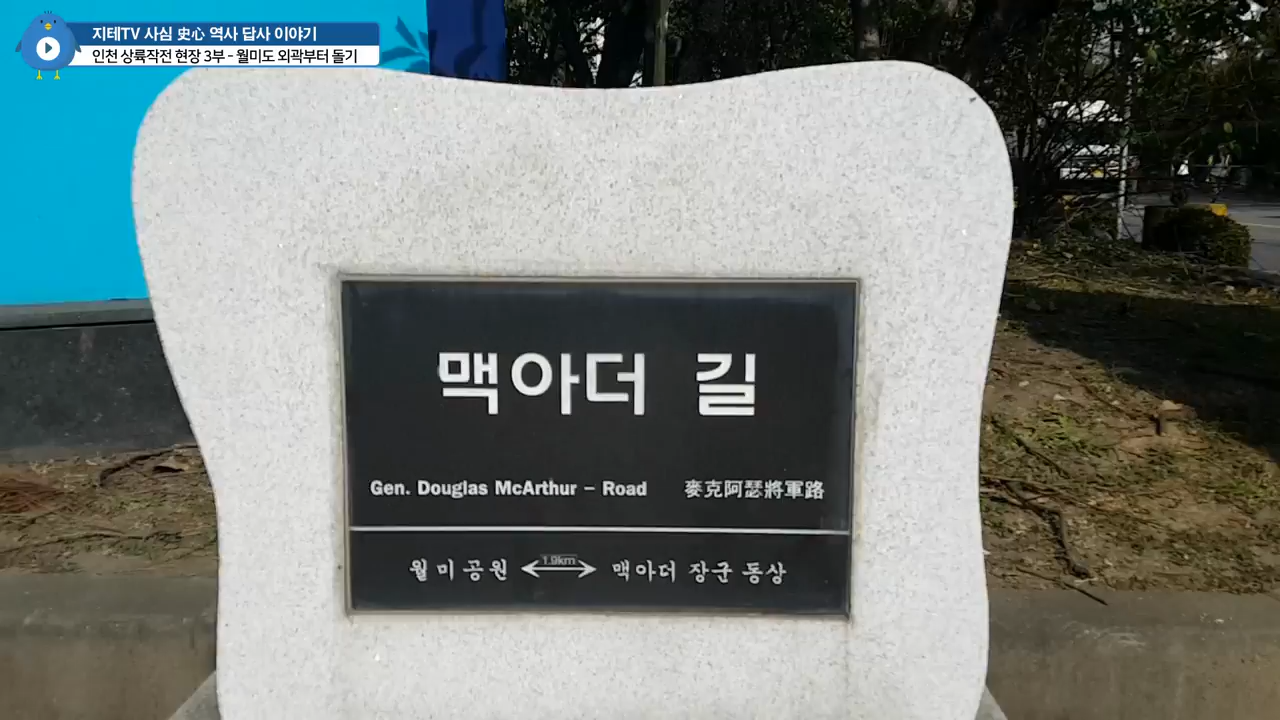 지테TV 사심 史心 역사 답사 이야기
인천 상륙작전 현장 3부 - 월미도 외곽부터 돌기
맥아더 길
Gen. Douglas McArthur - Road 麥克阿瑟將軍路
월미공원 1.9km 맥아더 장군 동상